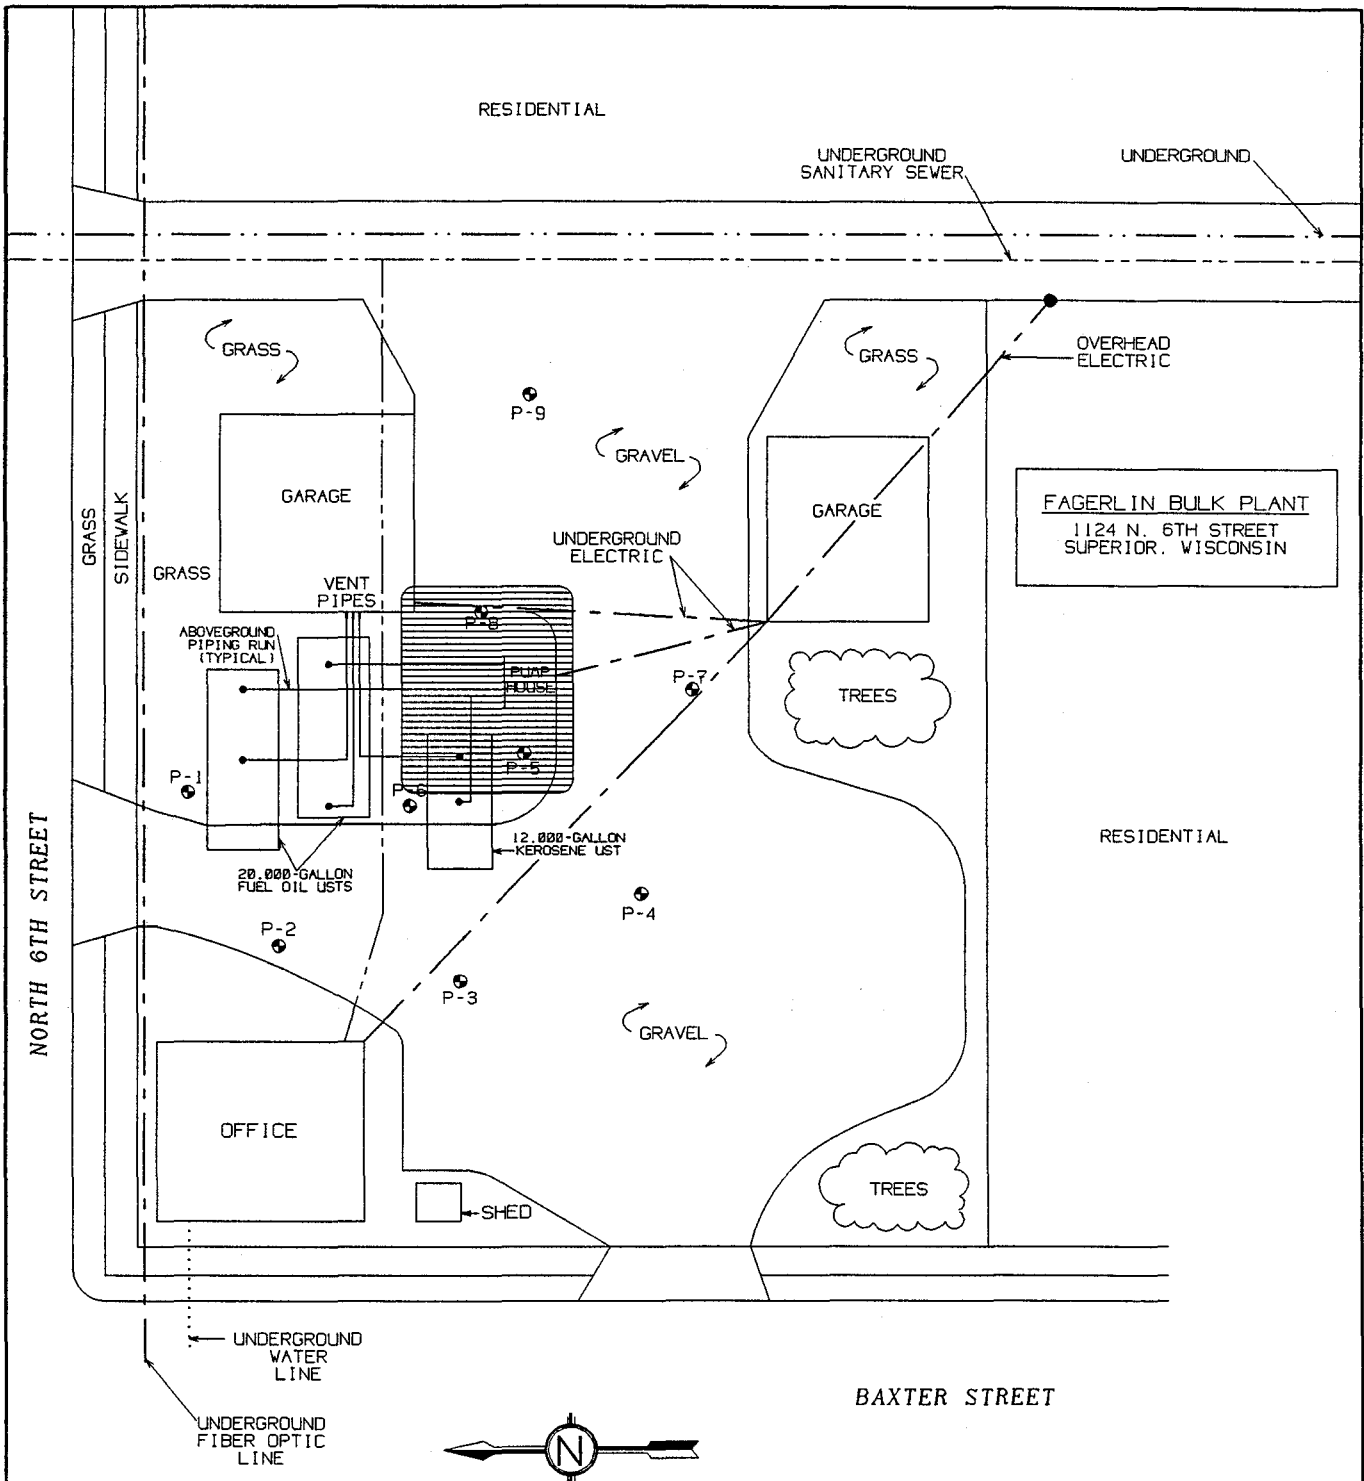 RESIDENTIAL
UNDERGROUND
SANITARY SEWER
UNDERGROUND
GRASS
GRASS
OVERHEAD
ELECTRIC
P-9
GRAVEL
GARAGE
GARAGE
FAGERLIN BULK PLANT
1124 N. 6TH STREET
SUPERIOR, WISCONSIN
GRASS
SIDEWALK
UNDERGROUND
ELECTRIC
GRASS
VENT
PIPES
P-8
ABOVEGROUND
PIPING RUN
(TYPICAL)
PUMP
HOUSE
P-7
TREES
P-5
P-1
P-6
12,000-GALLON
KEROSENE UST
RESIDENTIAL
20,000-GALLON
FUEL OIL USTS
P-4
NORTH 6TH STREET
P-2
P-3
GRAVEL
OFFICE
TREES
SHED
UNDERGROUND
WATER
LINE
BAXTER STREET
UNDERGROUND
FIBER OPTIC
LINE
N